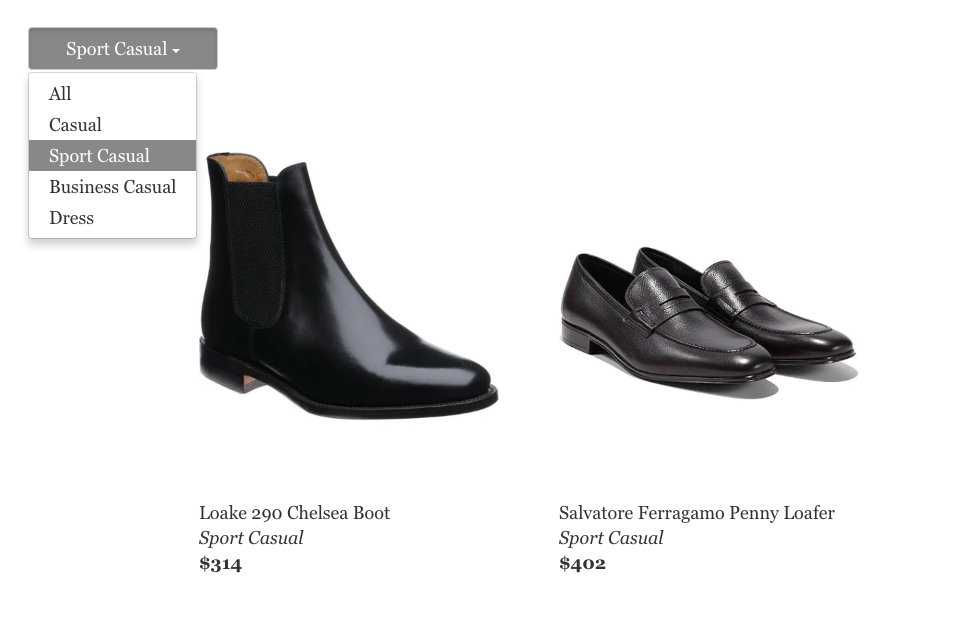 Sport Casual
All
Casual
Sport Casual
Business Casual
Dress
Loake 290 Chelsea Boot
Sport Casual
$314
Salvatore Ferragamo Penny Loafer
Sport Casual
$402